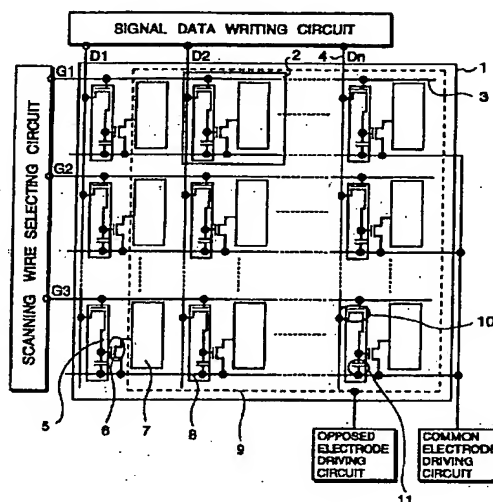 SIGNAL DATA WRITING CIRCUIT
D1 D2 4 Dn
2
1
G1
3
SCANNING WIRE SELECTING CIRCUIT
G2
G3
10
5
6 7 8 9
OPPOSED ELECTRODE DRIVING CIRCUIT
COMMON ELECTRODE DRIVING CIRCUIT
11